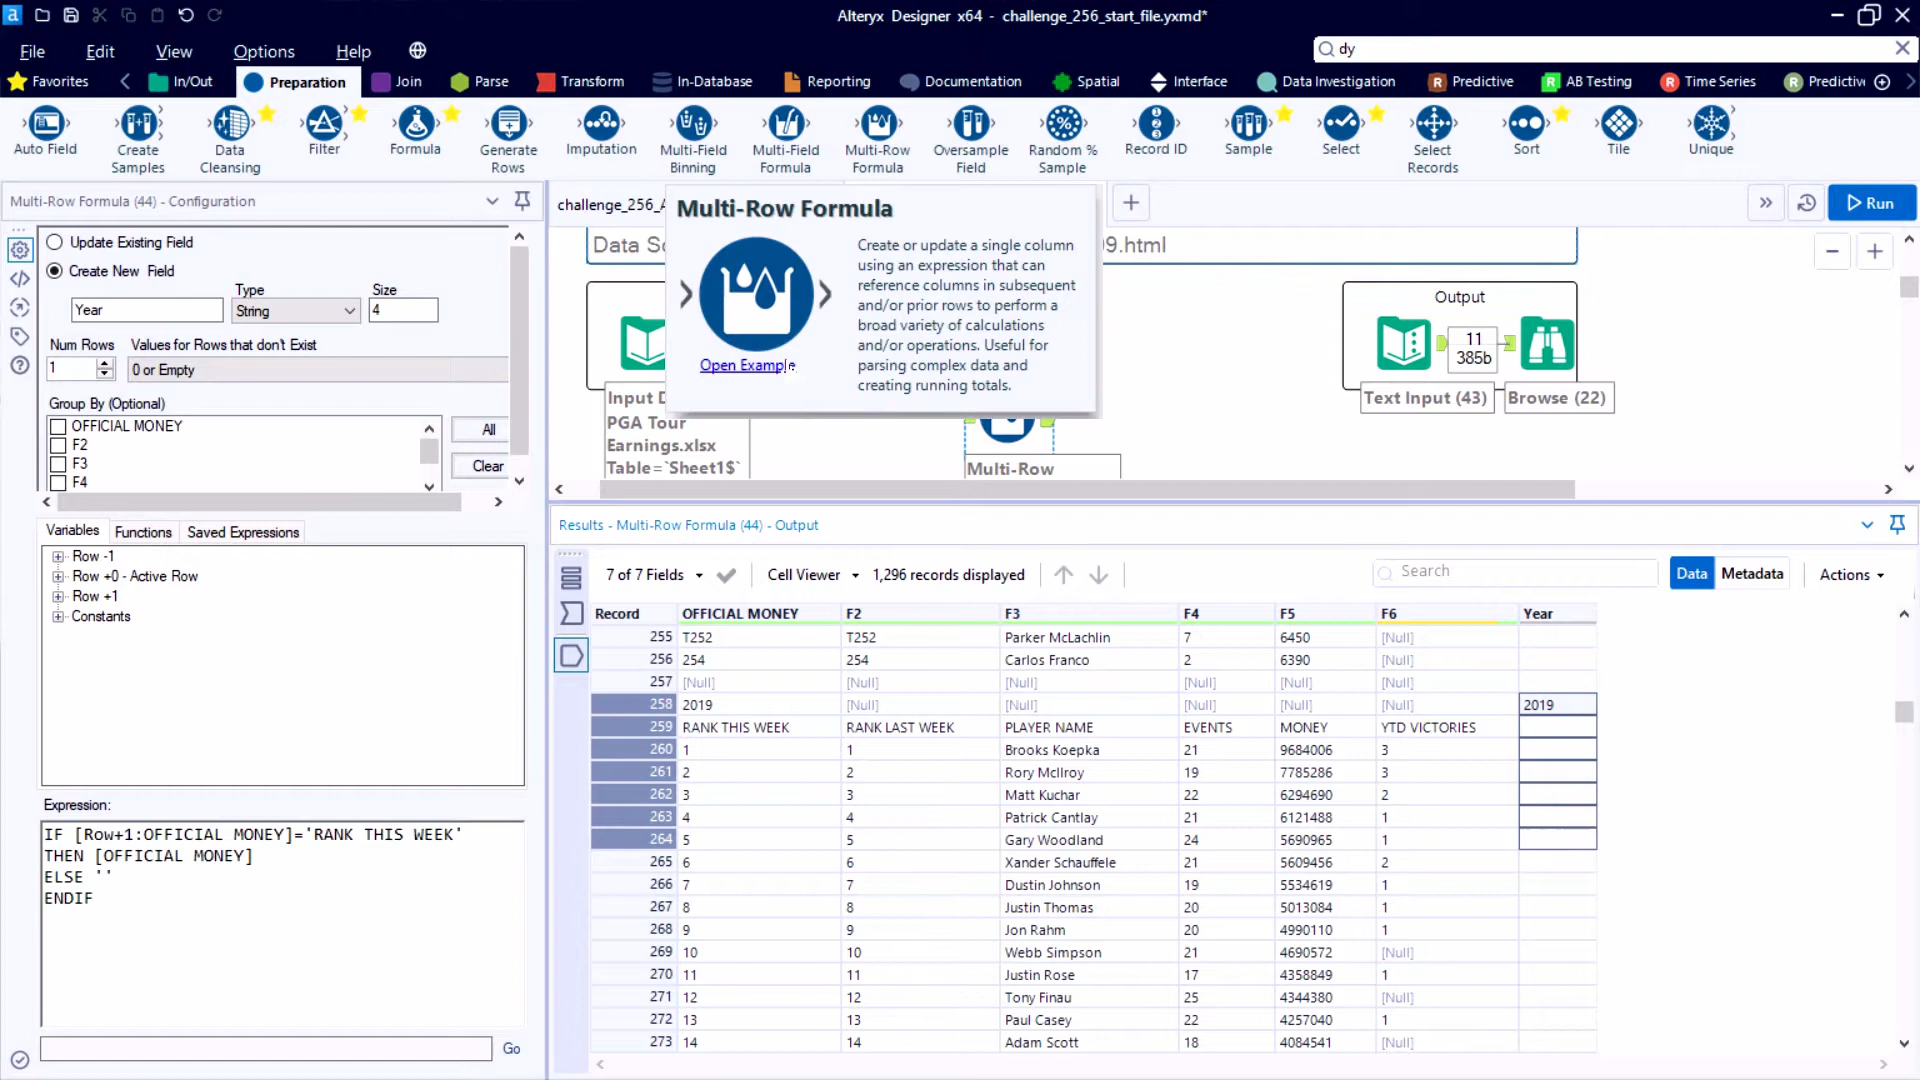 Alteryx Designer x64 - challenge_256_start_file.yxmd*
File Edit View Options Help
dy
Favorites In/Out Preparation Join Parse Transform In-Database Reporting Documentation Spatial Interface Data Investigation Predictive AB Testing Time Series Predictiv
Auto Field
Create
Samples
Data
Cleansing
Filter
Formula
Generate
Rows
Imputation
Multi-Field
Binning
Multi-Field
Formula
Multi-Row
Formula
Oversample
Field
Random %
Sample
Record ID
Sample
Select
Select
Records
Sort
Tile
Unique
Multi-Row Formula (44) - Configuration
Update Existing Field
Create New Field
Type
Size
Year
String
4
Num Rows
Values for Rows that don't Exist
1
0 or Empty
Group By (Optional)
OFFICIAL MONEY
F2
F3
F4
All
Clear
Variables Functions Saved Expressions
Row -1
Row +0 - Active Row
Row +1
Constants
Expression:
IF [Row+1:OFFICIAL MONEY]='RANK THIS WEEK'
THEN [OFFICIAL MONEY]
ELSE ''
ENDIF
Go
challenge_256_A
Run
Multi-Row Formula
Open Example
Create or update a single column
using an expression that can
reference columns in subsequent
and/or prior rows to perform a
broad variety of calculations
and/or operations. Useful for
parsing complex data and
creating running totals.
Data So
09.html
Input D
PGA Tour
Earnings.xlsx
Table=`Sheet1$`
Multi-Row
Output
11
385b
Text Input (43)
Browse (22)
Results - Multi-Row Formula (44) - Output
7 of 7 Fields Cell Viewer 1,296 records displayed Search Data Metadata Actions
Record OFFICIAL MONEY F2 F3 F4 F5 F6 Year
255 T252 T252 Parker McLachlin 7 6450 [Null]
256 254 254 Carlos Franco 2 6390 [Null]
257 [Null] [Null] [Null] [Null] [Null] [Null]
258 2019 [Null] [Null] [Null] [Null] [Null] 2019
259 RANK THIS WEEK RANK LAST WEEK PLAYER NAME EVENTS MONEY YTD VICTORIES
260 1 1 Brooks Koepka 21 9684006 3
261 2 2 Rory McIlroy 19 7785286 3
262 3 3 Matt Kuchar 22 6294690 2
263 4 4 Patrick Cantlay 21 6121488 1
264 5 5 Gary Woodland 24 5690965 1
265 6 6 Xander Schauffele 21 5609456 2
266 7 7 Dustin Johnson 19 5534619 1
267 8 8 Justin Thomas 20 5013084 1
268 9 9 Jon Rahm 20 4990110 1
269 10 10 Webb Simpson 21 4690572 [Null]
270 11 11 Justin Rose 17 4358849 1
271 12 12 Tony Finau 25 4344380 [Null]
272 13 13 Paul Casey 22 4257040 1
273 14 14 Adam Scott 18 4084541 [Null]